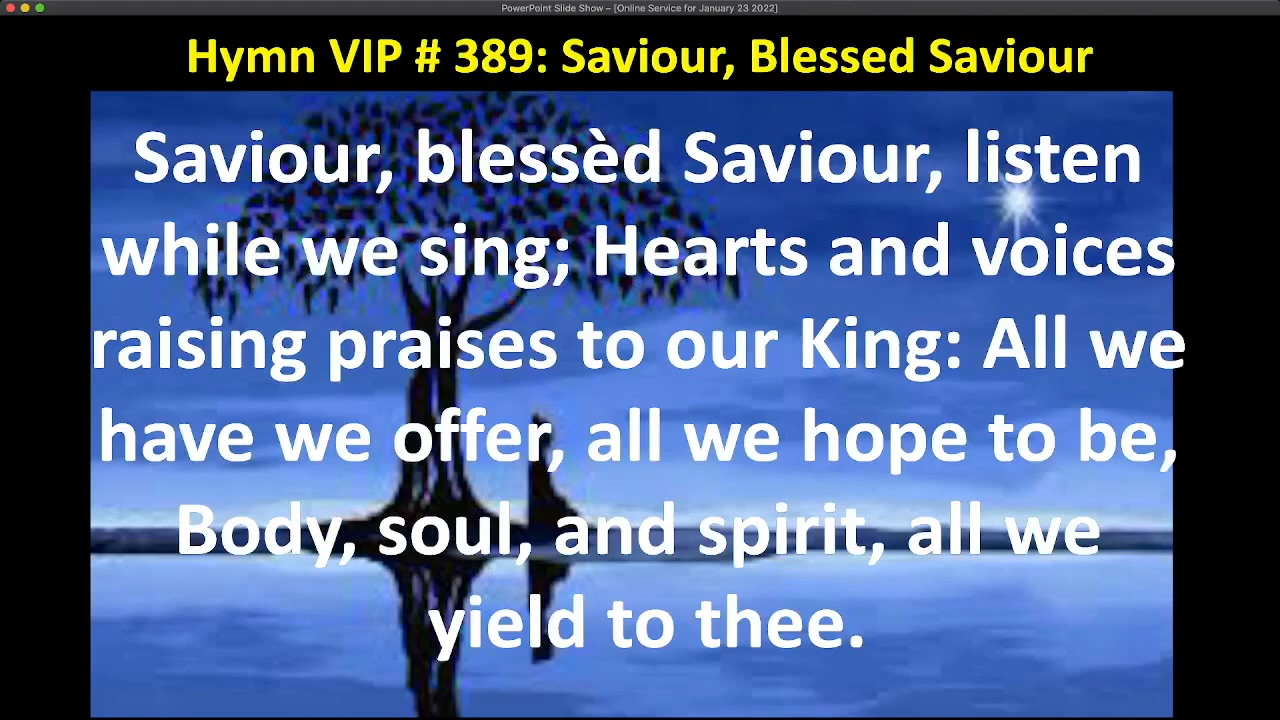 PowerPoint Slide Show – [Online Service for January 23 2022]
Hymn VIP # 389: Saviour, Blessed Saviour
Saviour, blessèd Saviour, listen
while we sing; Hearts and voices
raising praises to our King: All we
have we offer, all we hope to be,
Body, soul, and spirit, all we
yield to thee.